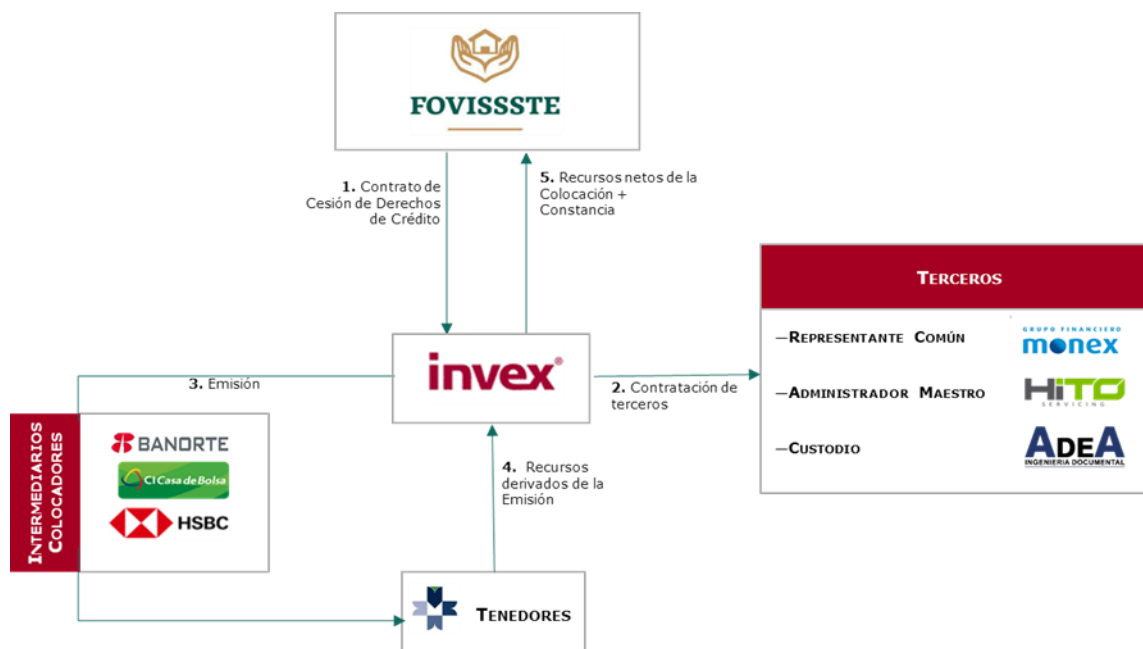 FOVISSSTE
1. Contrato de
Cesión de Derechos
de Crédito
5. Recursos netos de la
Colocación +
Constancia
TERCEROS
—REPRESENTANTE COMÚN
GRUPO FINANCIERO
monex
—ADMINISTRADOR MAESTRO
HiTO
SERVICING
—CUSTODIO
ADEA
INGENIERIA DOCUMENTAL
invex®
2. Contratación de
terceros
3. Emisión
INTERMEDIARIOS
COLOCADORES
BANORTE
CI Casa de Bolsa
HSBC
4. Recursos
derivados de la
Emisión
TENEDORES